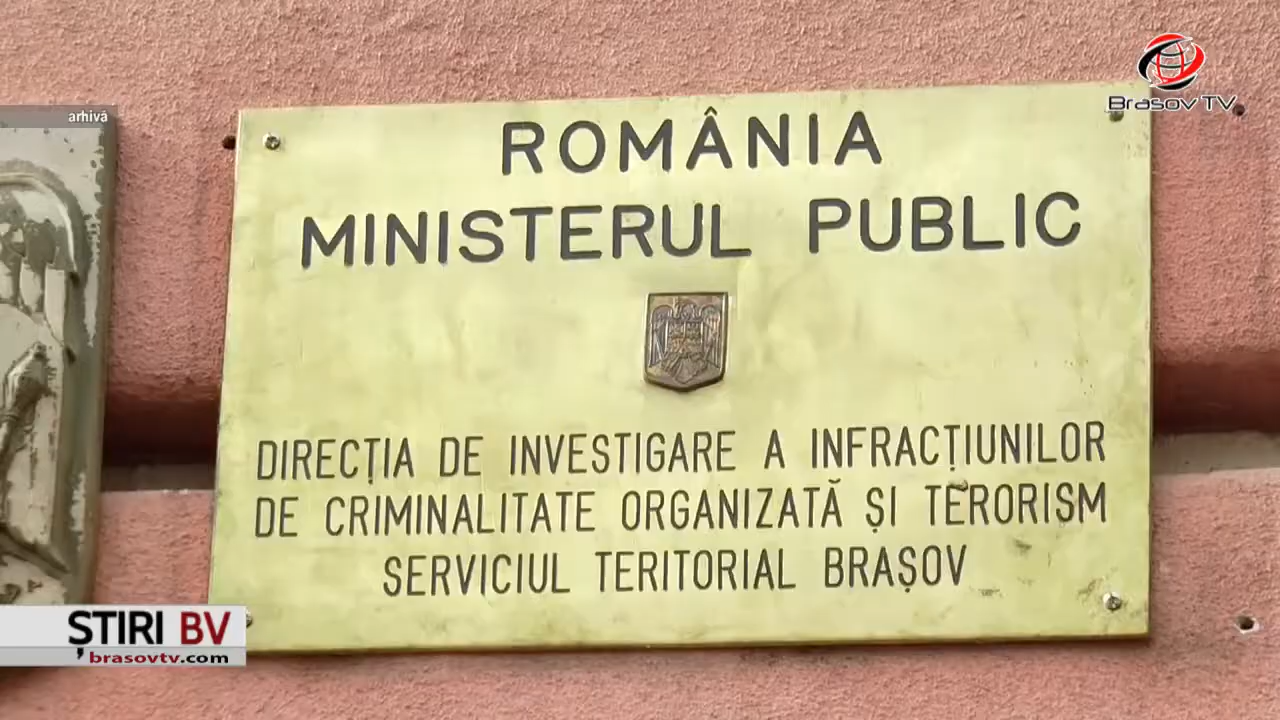 arhivă
Brasov TV
ROMÂNIA
MINISTERUL PUBLIC
DIRECȚIA DE INVESTIGARE A INFRACȚIUNILOR
DE CRIMINALITATE ORGANIZATĂ ȘI TERORISM
SERVICIUL TERITORIAL BRAȘOV
ȘTIRI BV
brasovtv.com